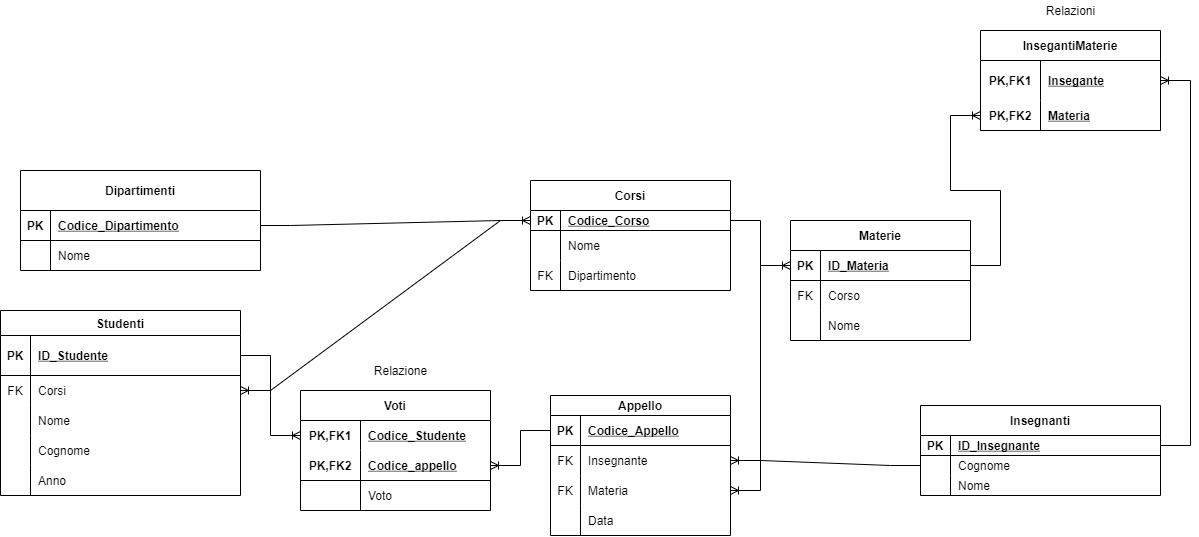 Relazioni
InsegantiMaterie
PK,FK1 Insegante
PK,FK2 Materia
Dipartimenti
PK Codice_Dipartimento
Nome
Corsi
PK Codice_Corso
Nome
FK Dipartimento
Materie
PK ID_Materia
FK Corso
Nome
Studenti
PK ID_Studente
FK Corsi
Nome
Cognome
Anno
Relazione
Voti
PK,FK1 Codice_Studente
PK,FK2 Codice_appello
Voto
Appello
PK Codice_Appello
FK Insegnante
FK Materia
Data
Insegnanti
PK ID_Insegnante
Cognome
Nome